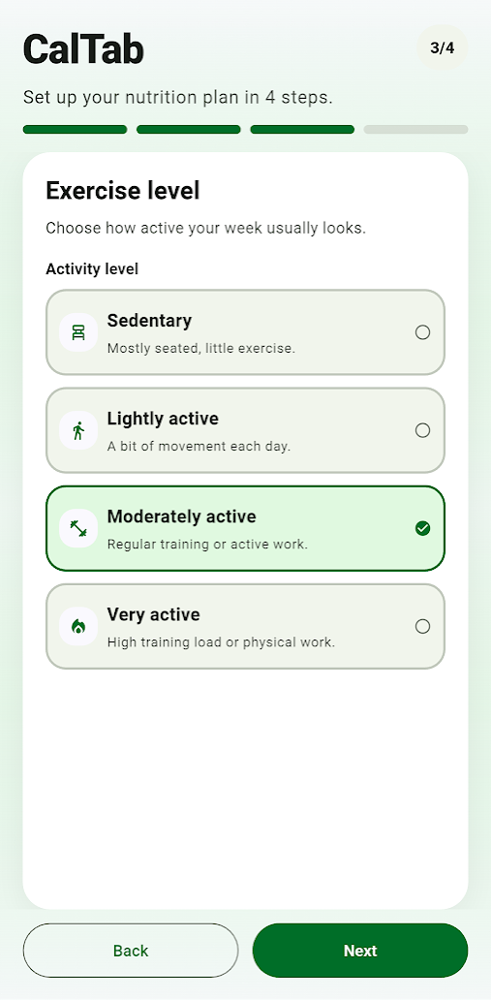 CalTab
3/4
Set up your nutrition plan in 4 steps.
Exercise level
Choose how active your week usually looks.
Activity level
Sedentary
Mostly seated, little exercise.
Lightly active
A bit of movement each day.
Moderately active
Regular training or active work.
Very active
High training load or physical work.
Back
Next